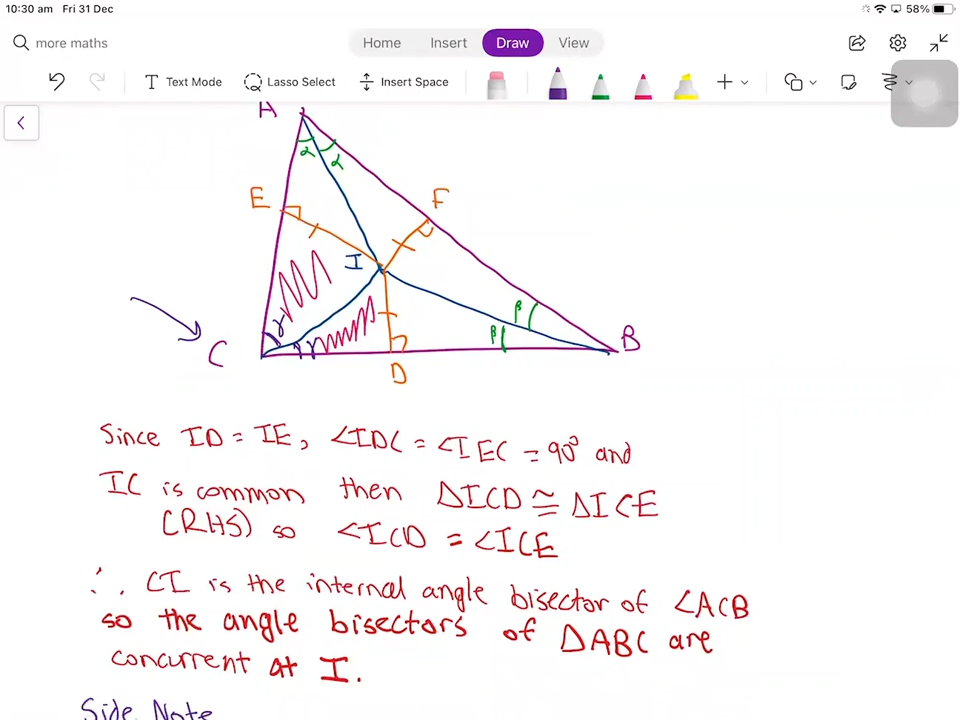 10:30 am Fri 31 Dec
58%
more maths
Home Insert Draw View
Text Mode Lasso Select Insert Space
A
α α
E
F
I
β
β
γ
γ
C
B
D
Since ID = IE, ∠IDC = ∠IEC = 90° and
IC is common then ΔICD ≅ ΔICE
(RHS) so ∠ICD = ∠ICE
∴ CI is the internal angle bisector of ∠ACB
so the angle bisectors of ΔABC are
concurrent at I.
Side Note